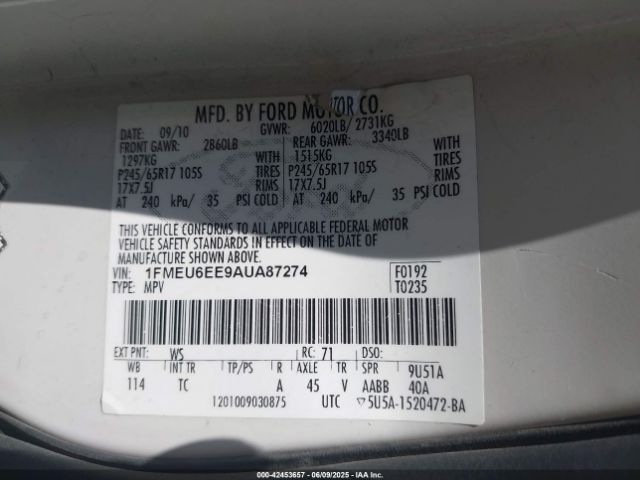 MFD. BY FORD MOTOR CO.
DATE: 09/10 GVWR: 6020LB/ 2731KG
FRONT GAWR: 2860LB REAR GAWR: 3340LB
1297KG WITH 1515KG WITH
P245/65R17 105S TIRES P245/65R17 105S TIRES
17X7.5J RIMS 17X7.5J RIMS
AT 240 kPa/ 35 PSI COLD AT 240 kPa/ 35 PSI COLD
THIS VEHICLE CONFORMS TO ALL APPLICABLE FEDERAL MOTOR
VEHICLE SAFETY STANDARDS IN EFFECT ON THE DATE OF
MANUFACTURE SHOWN ABOVE.
VIN: 1FMEU6EE9AUA87274 F0192
TYPE: MPV T0235
EXT PNT: WS RC: 71 DSO:
WB INT TR TP/PS R AXLE TR SPR 9U51A
114 TC A 45 V AABB 40A
1201009030875 UTC ▽5U5A-1520472-BA
000-42453657 - 06/09/2025 - IAA Inc.